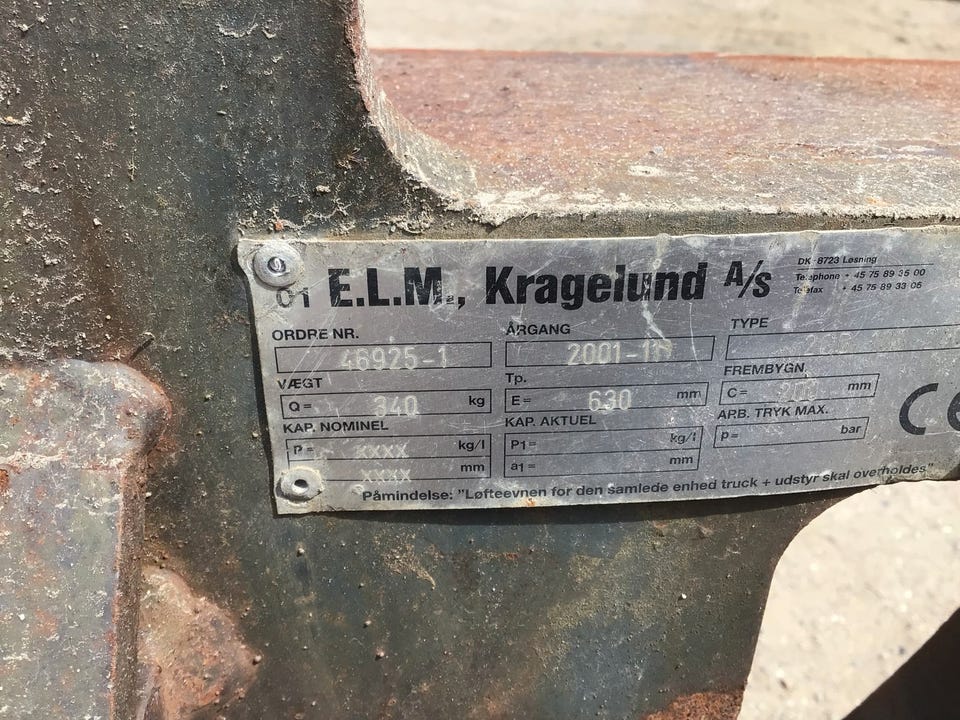 E.L.M., Kragelund A/s
DK-8723 Løsning
Telephone + 45 75 89 35 00
Telefax + 45 75 89 33 05
ORDRE NR.
46925-1
ÅRGANG
2001-
TYPE
VÆGT
Q= 340 kg
Tp.
E= 630 mm
FREMBYGN.
C= mm
KAP. NOMINEL
P= XXXX kg/l
XXXX mm
KAP. AKTUEL
P1= kg/l
a1= mm
ARB. TRYK MAX.
p= bar
CE
Påmindelse: "Løfteevnen for den samlede enhed truck + udstyr skal overholdes"